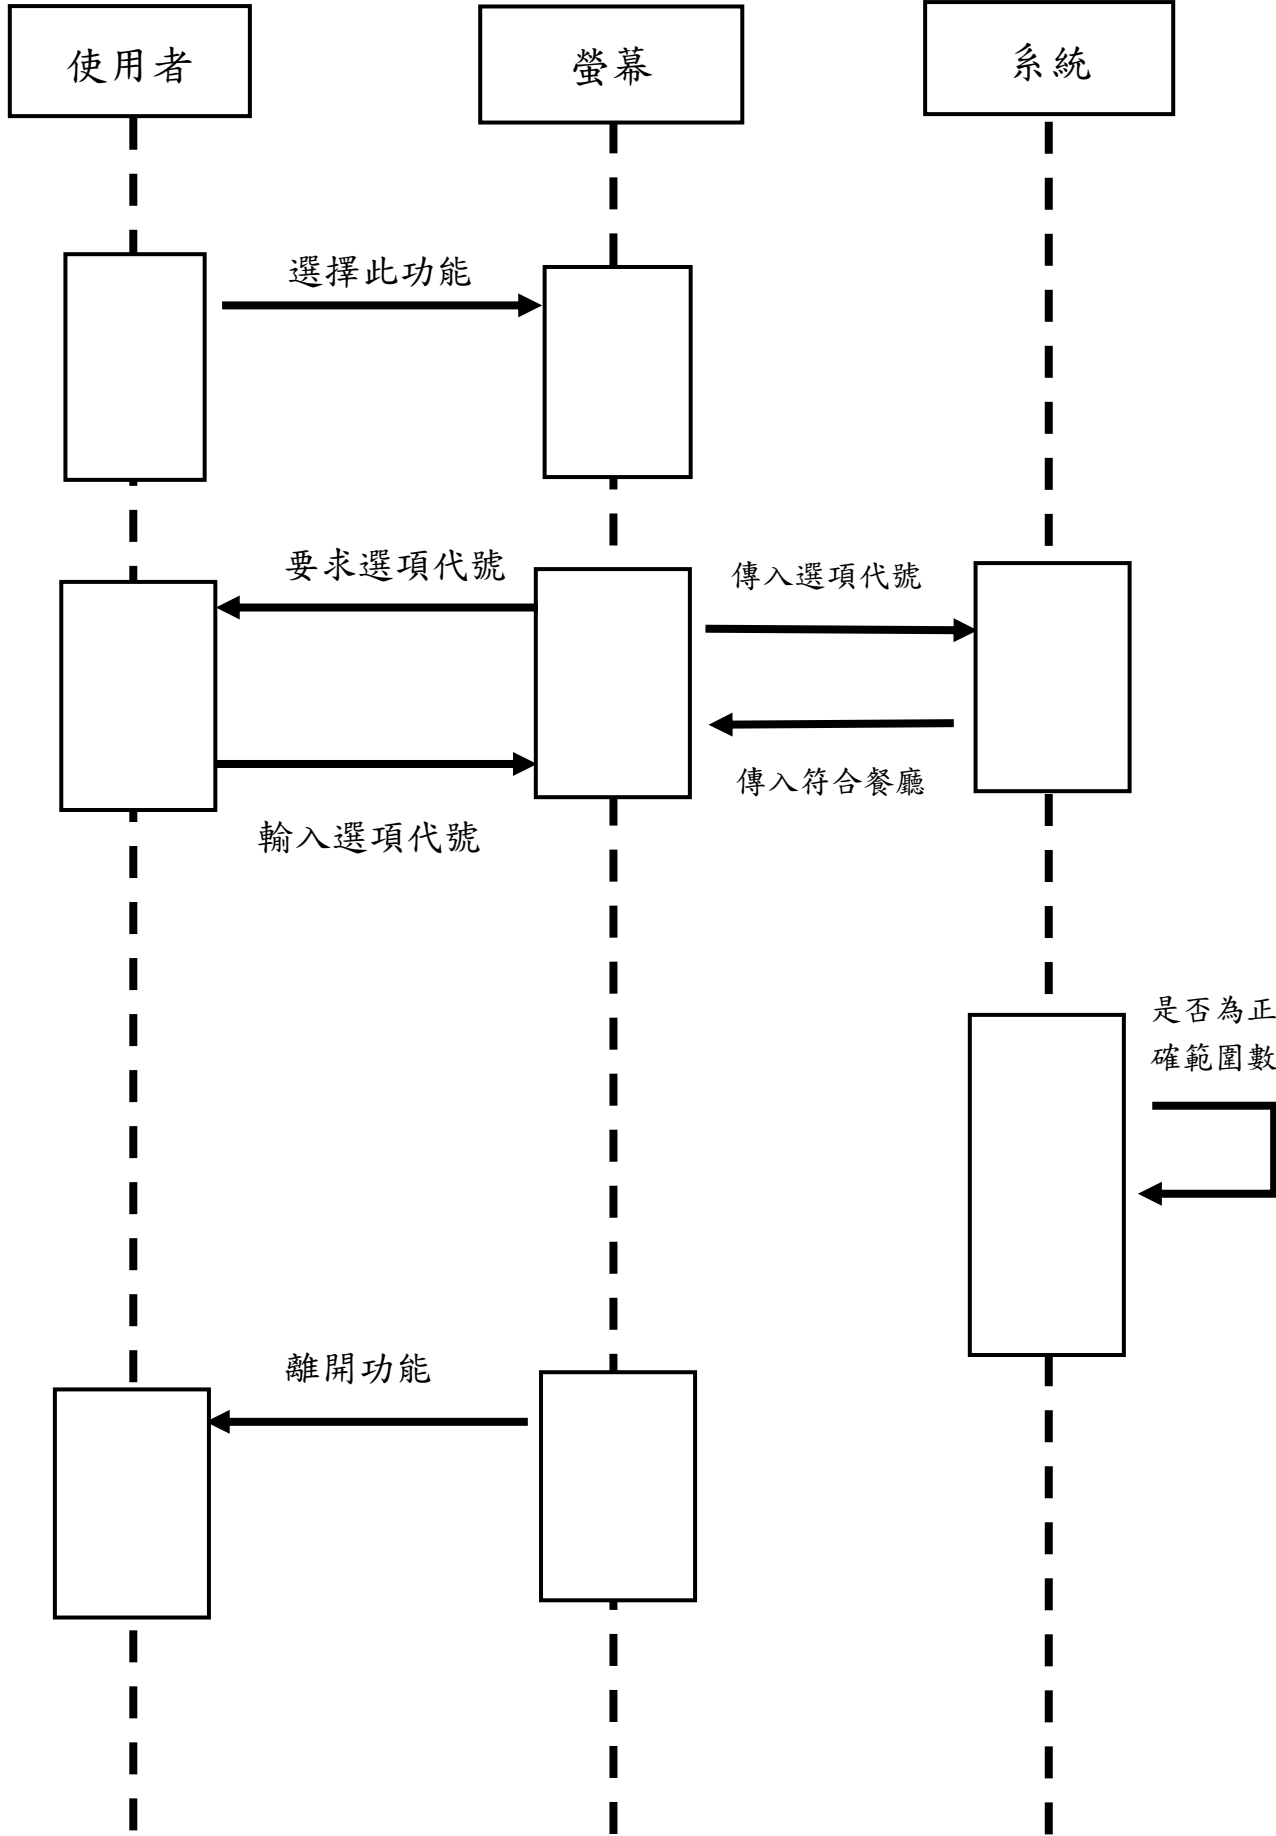 使用者
螢幕
系統
選擇此功能
要求選項代號
傳入選項代號
傳入符合餐廳
輸入選項代號
是否為正
確範圍數
離開功能